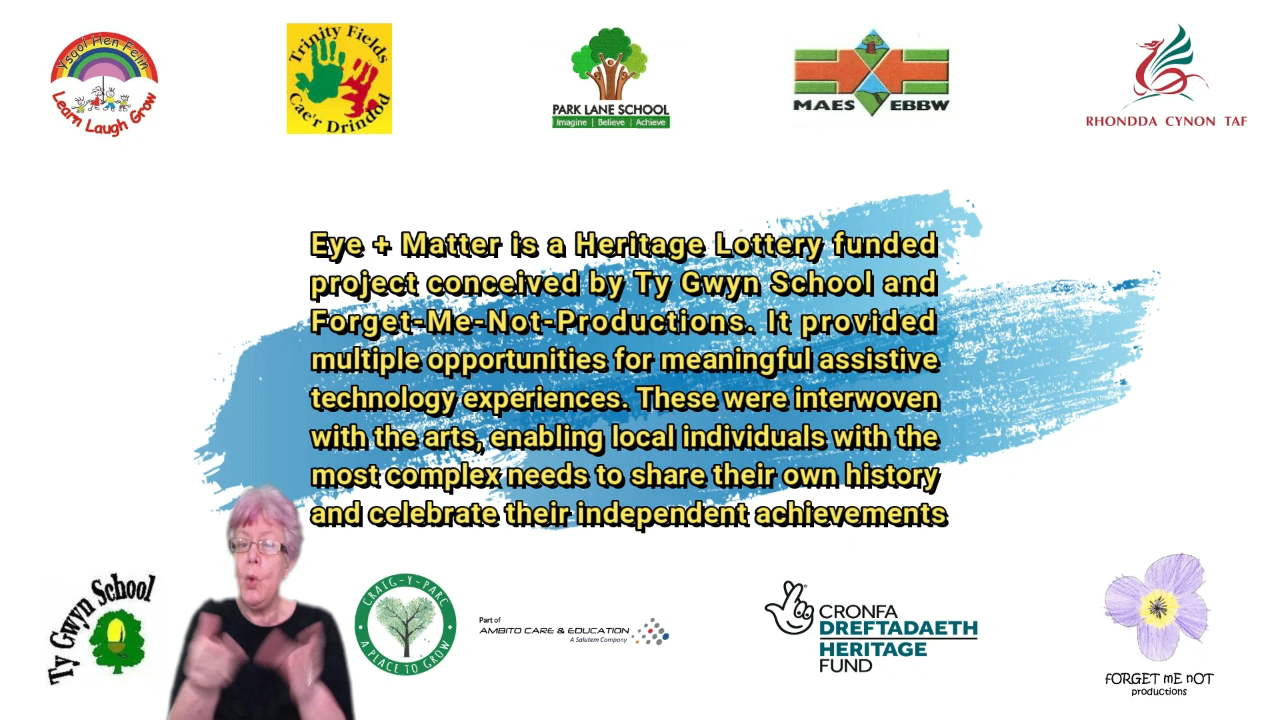 Ysgol Hen Felin
Learn Laugh Grow
Trinity Fields
Cae'r Drindod
PARK LANE SCHOOL
Imagine | Believe | Achieve
MAES EBBW
RHONDDA CYNON TAF
Eye + Matter is a Heritage Lottery funded
project conceived by Ty Gwyn School and
Forget-Me-Not-Productions. It provided
multiple opportunities for meaningful assistive
technology experiences. These were interwoven
with the arts, enabling local individuals with the
most complex needs to share their own history
and celebrate their independent achievements
Ty Gwyn School
CRAIG-Y-PARC
A PLACE TO GROW
Part of
AMBITO CARE & EDUCATION
A Salutem Company
CRONFA
DREFTADAETH
HERITAGE
FUND
FORGET mE nOT
productions